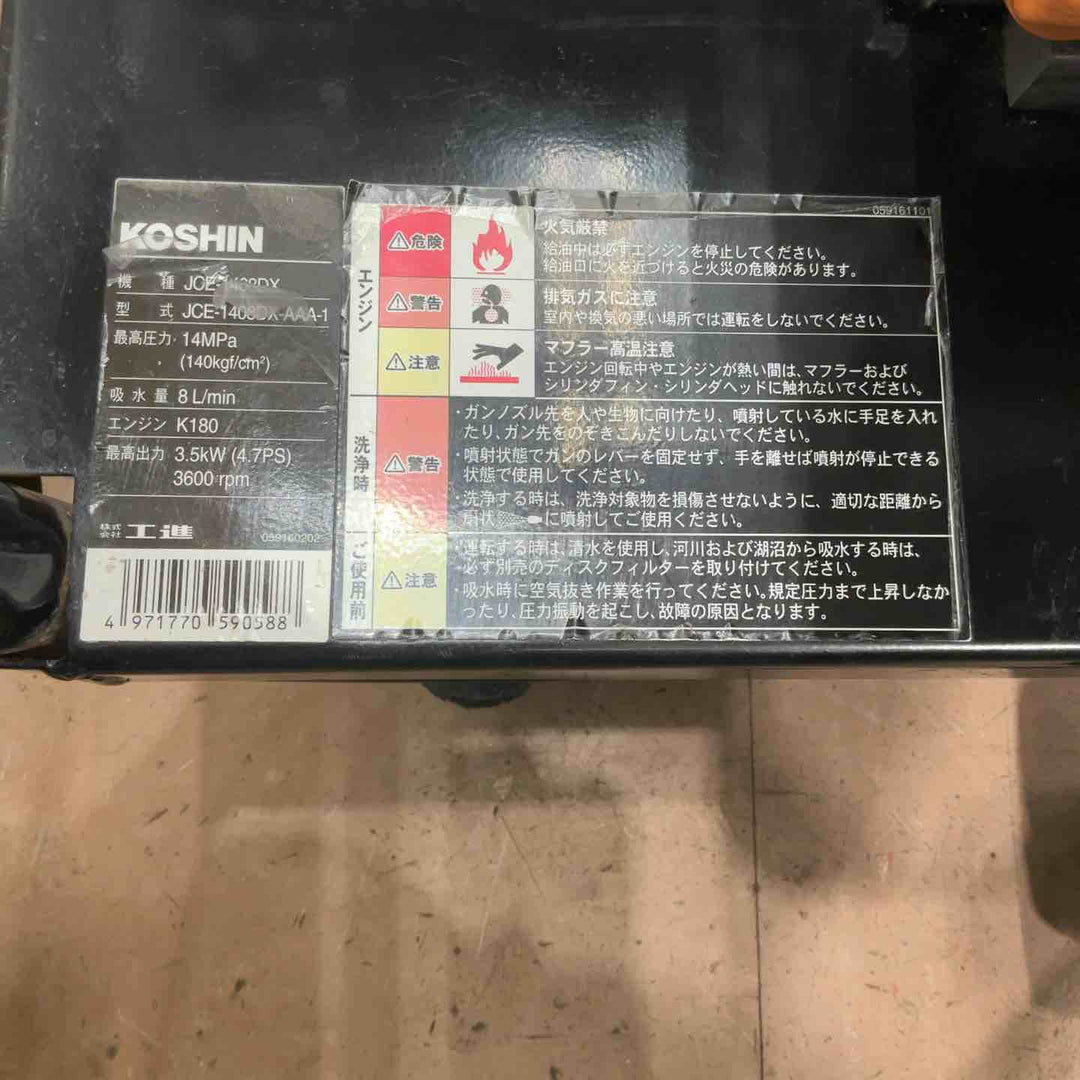 KOSHIN
機種 JCE-1408DX
型式 JCE-1408DX-AAA-1
最高圧力 14MPa
(140kgf/cm²)
吸水量 8 L/min
エンジン K180
最高出力 3.5kW (4.7PS)
3600 rpm
株式会社 工進
059160202
4 971770 590588
059161101
エンジン
⚠危険
火気厳禁
給油中は必ずエンジンを停止してください。
給油口に火を近づけると火災の危険があります。
⚠警告
排気ガスに注意
室内や換気の悪い場所では運転をしないでください。
⚠注意
マフラー高温注意
エンジン回転中やエンジンが熱い間は、マフラーおよび
シリンダフィン・シリンダヘッドに触れないでください。
洗浄時
⚠警告
・ガンノズル先を人や生物に向けたり、噴射している水に手足を入れ
たり、ガン先をのぞきこんだりしないでください。
・噴射状態でガンのレバーを固定せず、手を離せば噴射が停止できる
状態で使用してください。
・洗浄する時は、洗浄対象物を損傷させないように、適切な距離から
扇状に噴射してご使用ください。
ご使用前
⚠注意
・運転する時は、清水を使用し、河川および湖沼から吸水する時は、
必ず別売のディスクフィルターを取り付けてください。
・吸水時に空気抜き作業を行ってください。規定圧力まで上昇しなか
ったり、圧力振動を起こし、故障の原因となります。